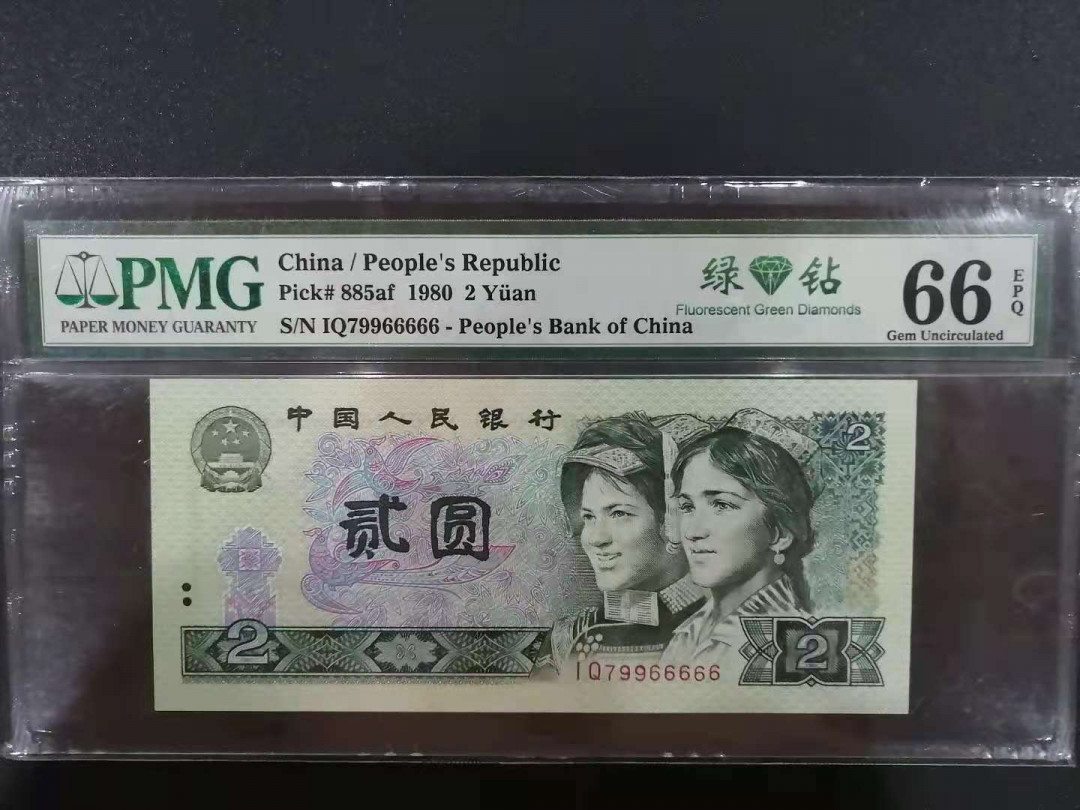 PMG
PAPER MONEY GUARANTY
China / People's Republic
Pick# 885af 1980 2 Yüan
S/N IQ79966666 - People's Bank of China
绿 钻
Fluorescent Green Diamonds
66
EPQ
Gem Uncirculated
中国人民银行
2
贰圆
2
IQ79966666
2